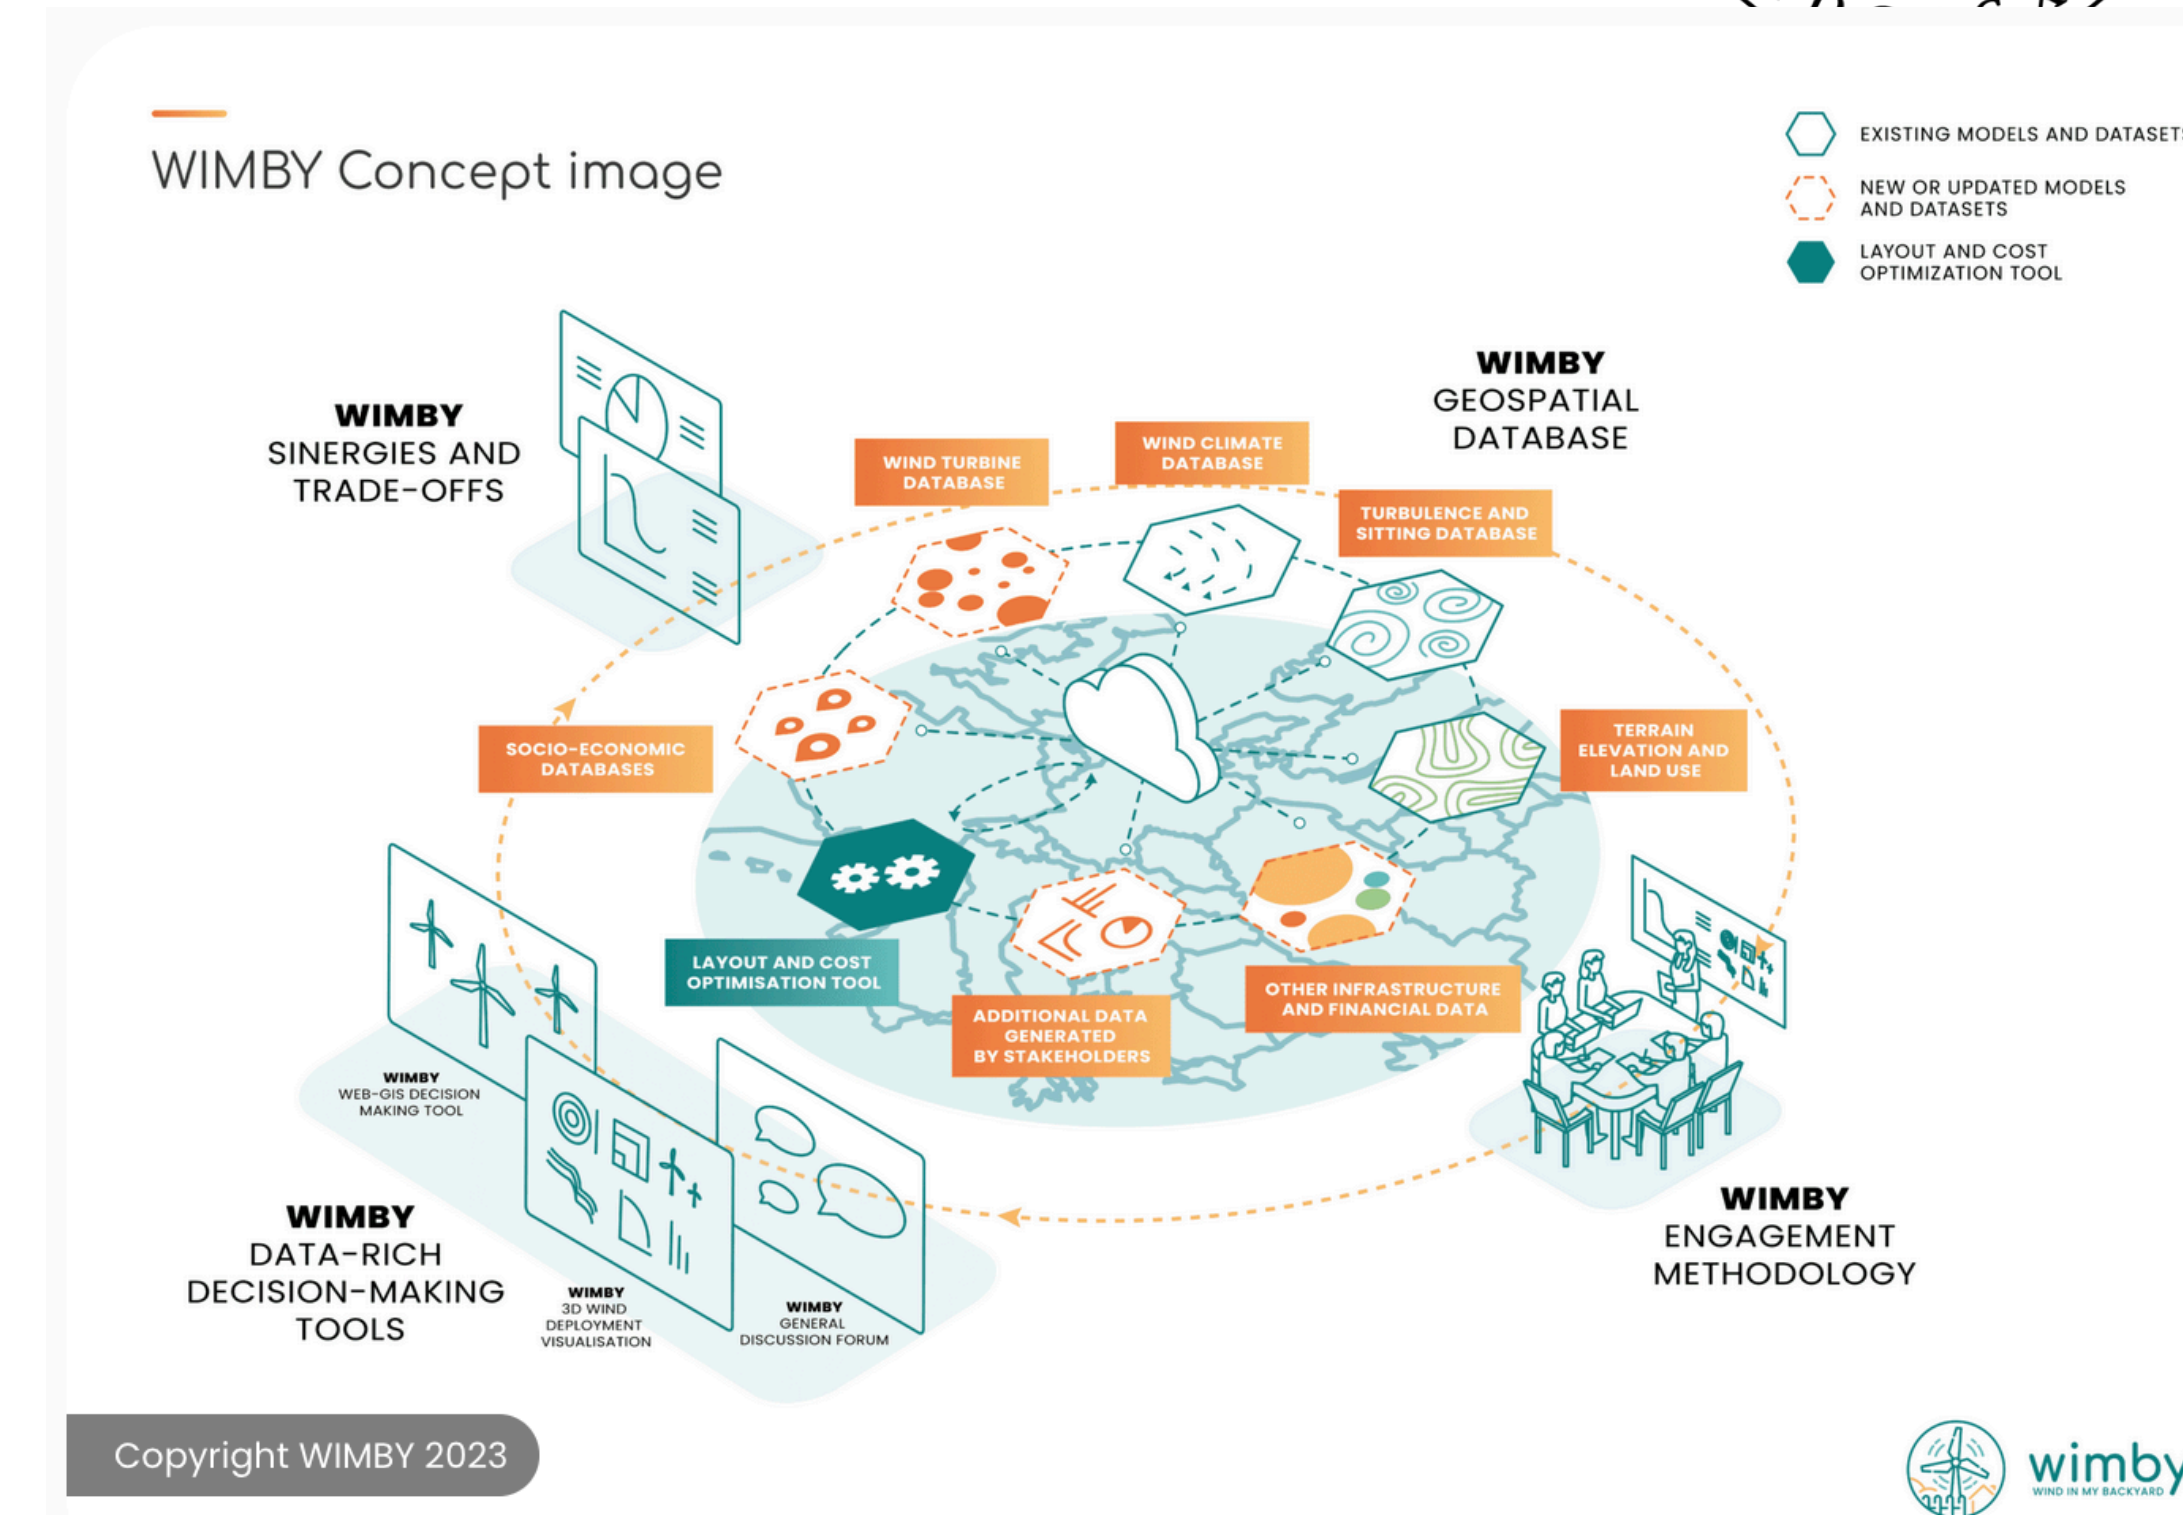 WIMBY Concept image
EXISTING MODELS AND DATASETS
NEW OR UPDATED MODELS
AND DATASETS
LAYOUT AND COST
OPTIMIZATION TOOL
WIMBY
SINERGIES AND
TRADE-OFFS
WIMBY
GEOSPATIAL
DATABASE
WIND TURBINE
DATABASE
WIND CLIMATE
DATABASE
TURBULENCE AND
SITTING DATABASE
SOCIO-ECONOMIC
DATABASES
TERRAIN
ELEVATION AND
LAND USE
LAYOUT AND COST
OPTIMISATION TOOL
ADDITIONAL DATA
GENERATED
BY STAKEHOLDERS
OTHER INFRASTRUCTURE
AND FINANCIAL DATA
WIMBY
WEB-GIS DECISION
MAKING TOOL
WIMBY
DATA-RICH
DECISION-MAKING
TOOLS
WIMBY
3D WIND
DEPLOYMENT
VISUALISATION
WIMBY
GENERAL
DISCUSSION FORUM
WIMBY
ENGAGEMENT
METHODOLOGY
Copyright WIMBY 2023
wimby
WIND IN MY BACKYARD